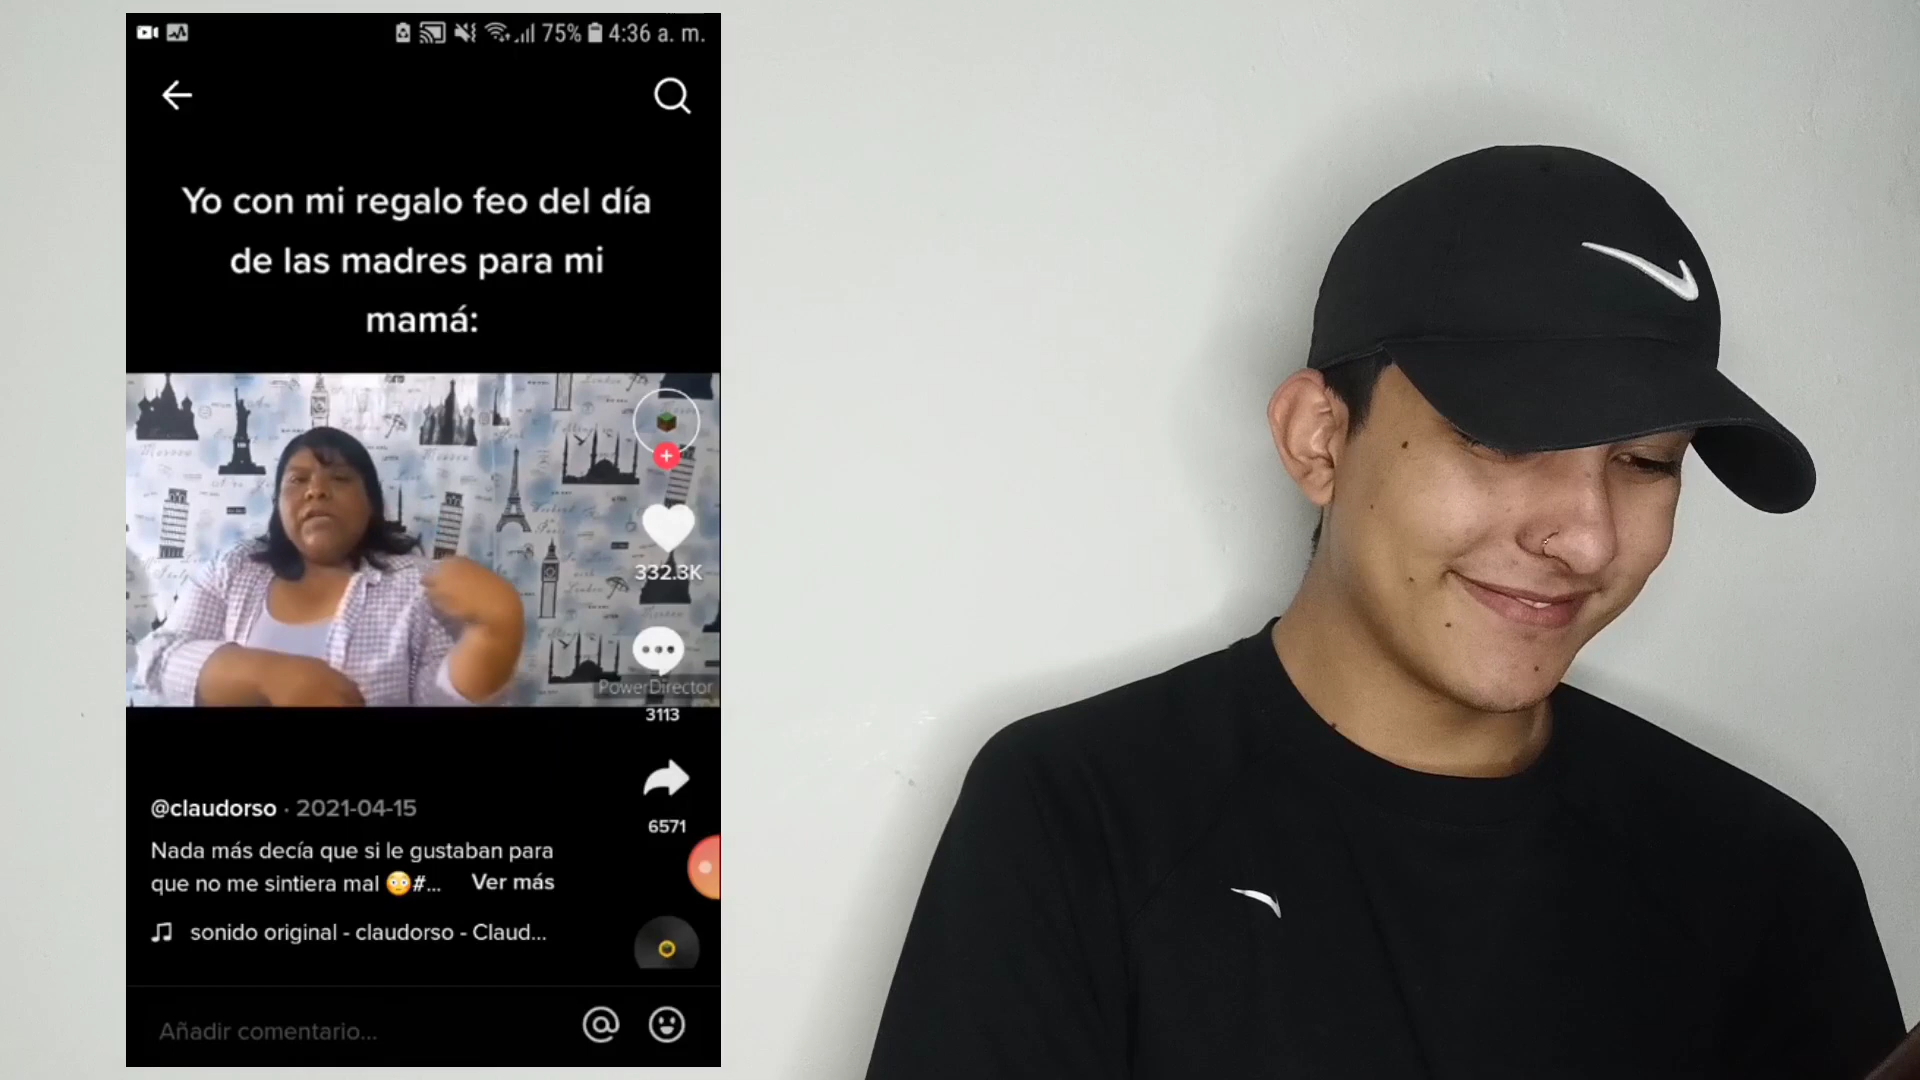 75% 4:36 a. m.
Yo con mi regalo feo del día
de las madres para mi
mamá:
332.3K
PowerDirector
3113
@claudorso · 2021-04-15
6571
Nada más decía que si le gustaban para
que no me sintiera mal 😳#... Ver más
sonido original - claudorso - Claud...
Añadir comentario...